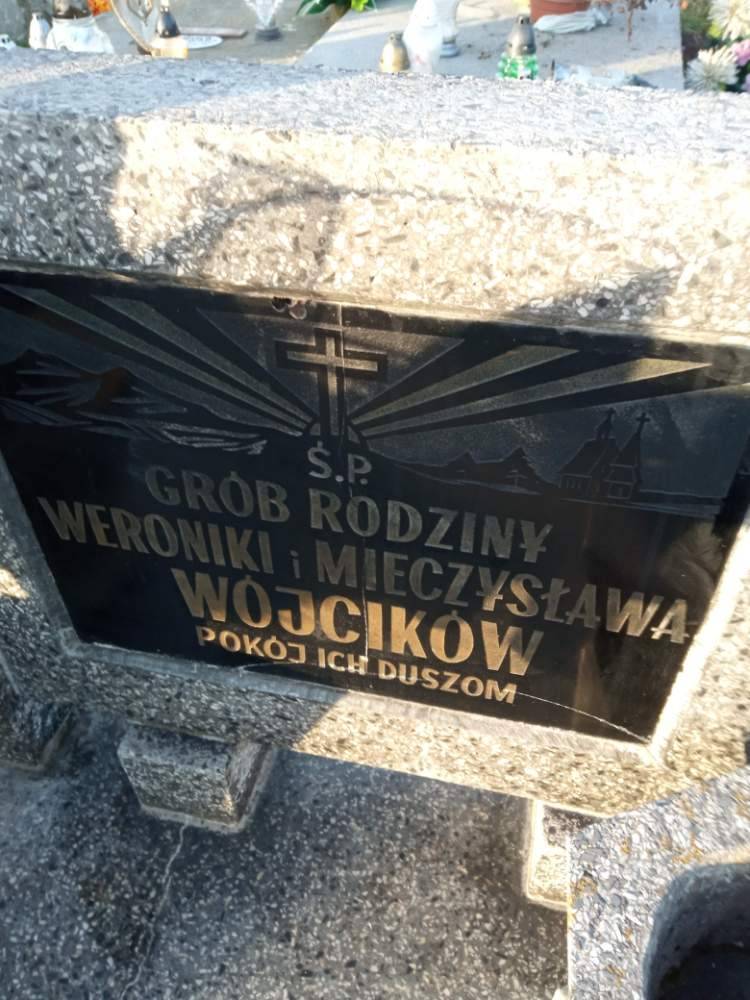 Ś.P.
GRÓB RODZINY
WERONIKI i MIECZYSŁAWA
WÓJCIKÓW
POKÓJ ICH DUSZOM